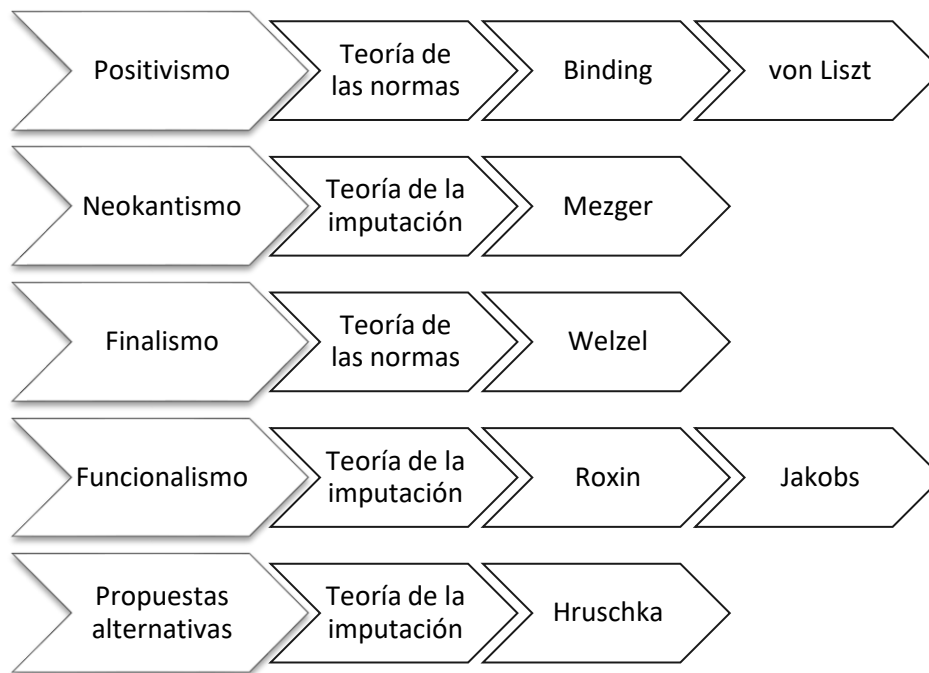 Positivismo
Teoría de
las normas
Binding
von Liszt
Neokantismo
Teoría de la
imputación
Mezger
Finalismo
Teoría de
las normas
Welzel
Funcionalismo
Teoría de la
imputación
Roxin
Jakobs
Propuestas
alternativas
Teoría de la
imputación
Hruschka